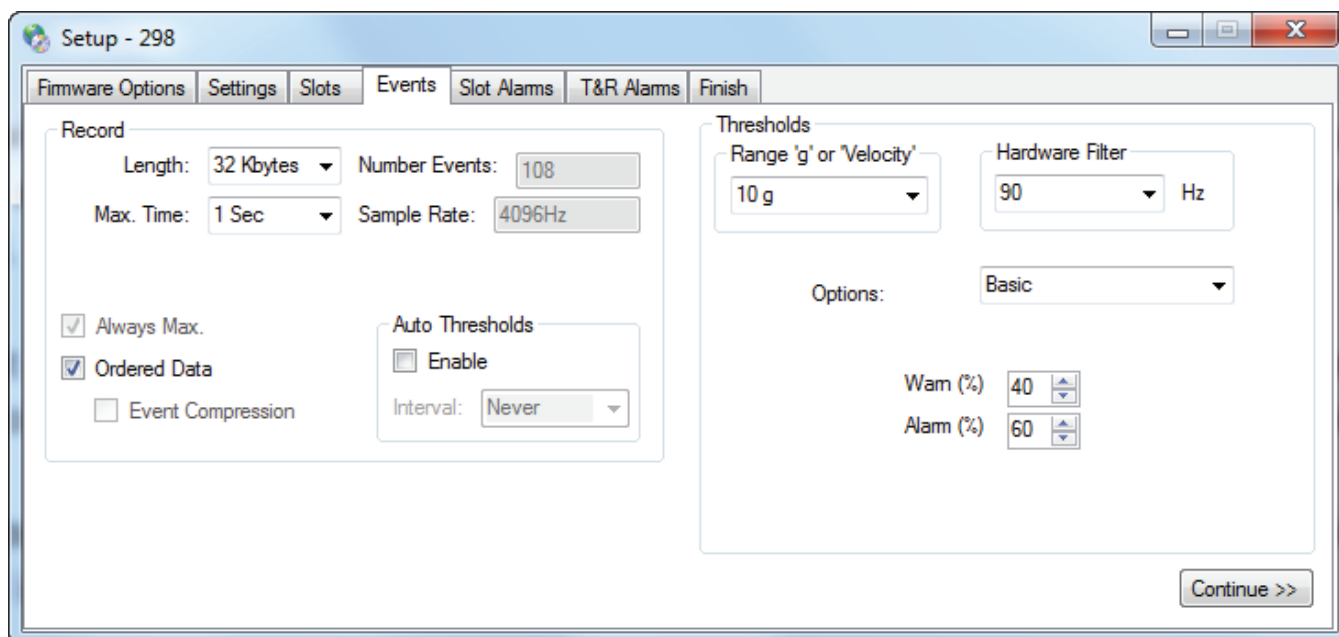 Setup - 298
Firmware Options Settings Slots Events Slot Alarms T&R Alarms Finish
Record
Length: 32 Kbytes Number Events: 108
Max. Time: 1 Sec Sample Rate: 4096Hz
Always Max.
Ordered Data
Event Compression
Auto Thresholds
Enable
Interval: Never
Thresholds
Range 'g' or 'Velocity'
10 g
Hardware Filter
90 Hz
Options: Basic
Warn (%) 40
Alarm (%) 60
Continue >>